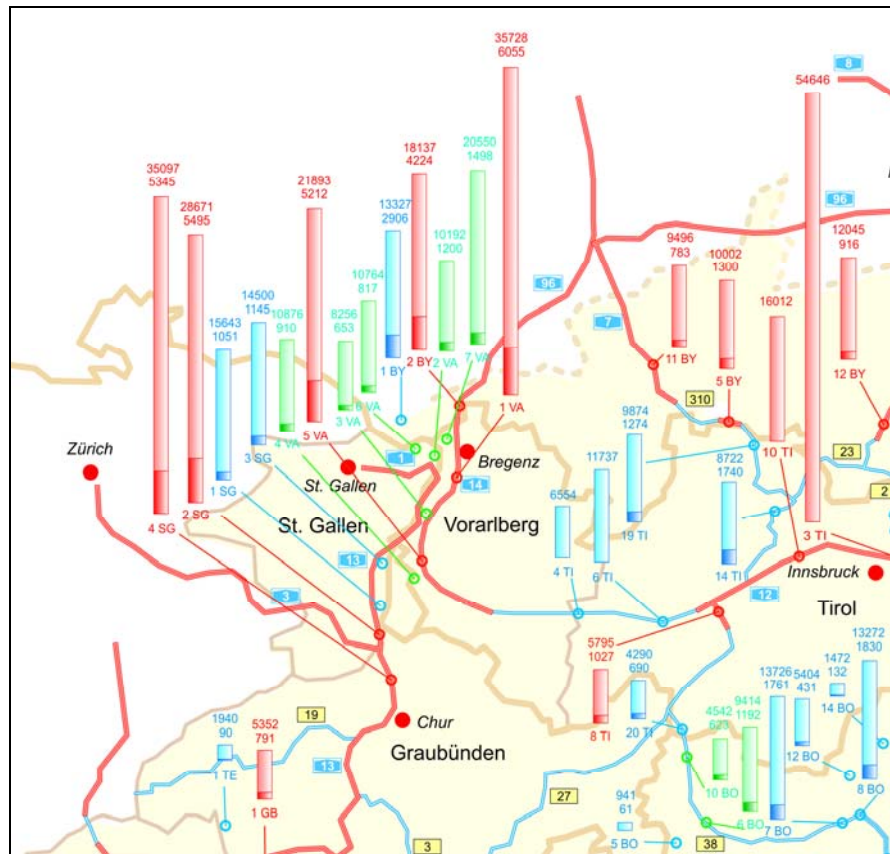 35728
6055
8
54646
20550
1498
18137
4224
35097
5345
21893
5212
13327
2906
96
28671
5495
9496
783
10002
1300
12045
916
10192
1200
96
10764
817
14500
1145
10876
910
8256
653
16012
15643
1051
7
11 BY
5 BY
12 BY
2 BY
2 VA
7 VA
1 BY
6 VA
3 VA
1 VA
310
4 VA
5 VA
3 SG
9874
1274
10 TI
23
Zürich
1
Bregenz
11737
8722
1740
St. Gallen
1 SG
14
2
2 SG
4 SG
6554
St. Gallen
Vorarlberg
19 TI
3 TI
13
4 TI
6 TI
14 TI
Innsbruck
3
12
Tirol
5795
1027
4290
690
13272
1830
1472
132
13726
1761
5404
431
4542
623
9414
1192
14 BO
19
Chur
1940
90
5352
791
8 TI
20 TI
Graubünden
12 BO
13
1 TE
10 BO
8 BO
27
941
61
1 GB
6 BO
7 BO
3
5 BO
38